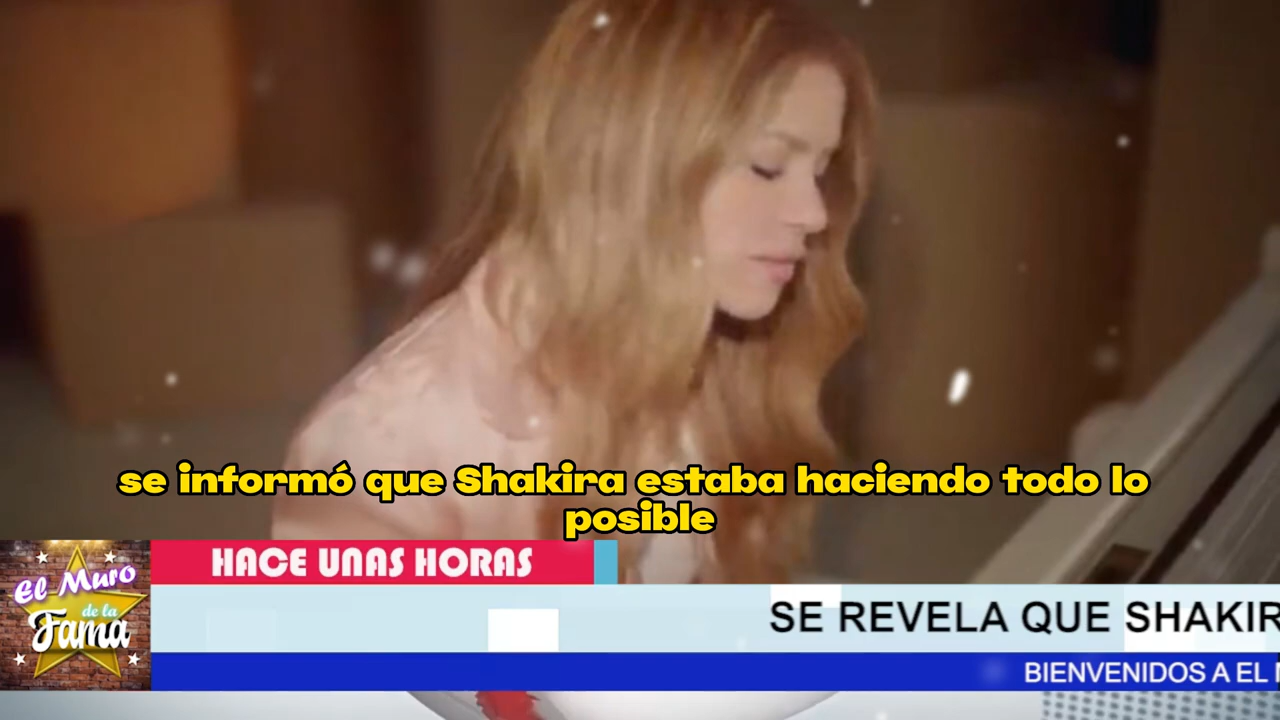 se informó que Shakira estaba haciendo todo lo
posible
HACE UNAS HORAS
El Muro
de la
Fama
SE REVELA QUE SHAKIR
BIENVENIDOS A EL